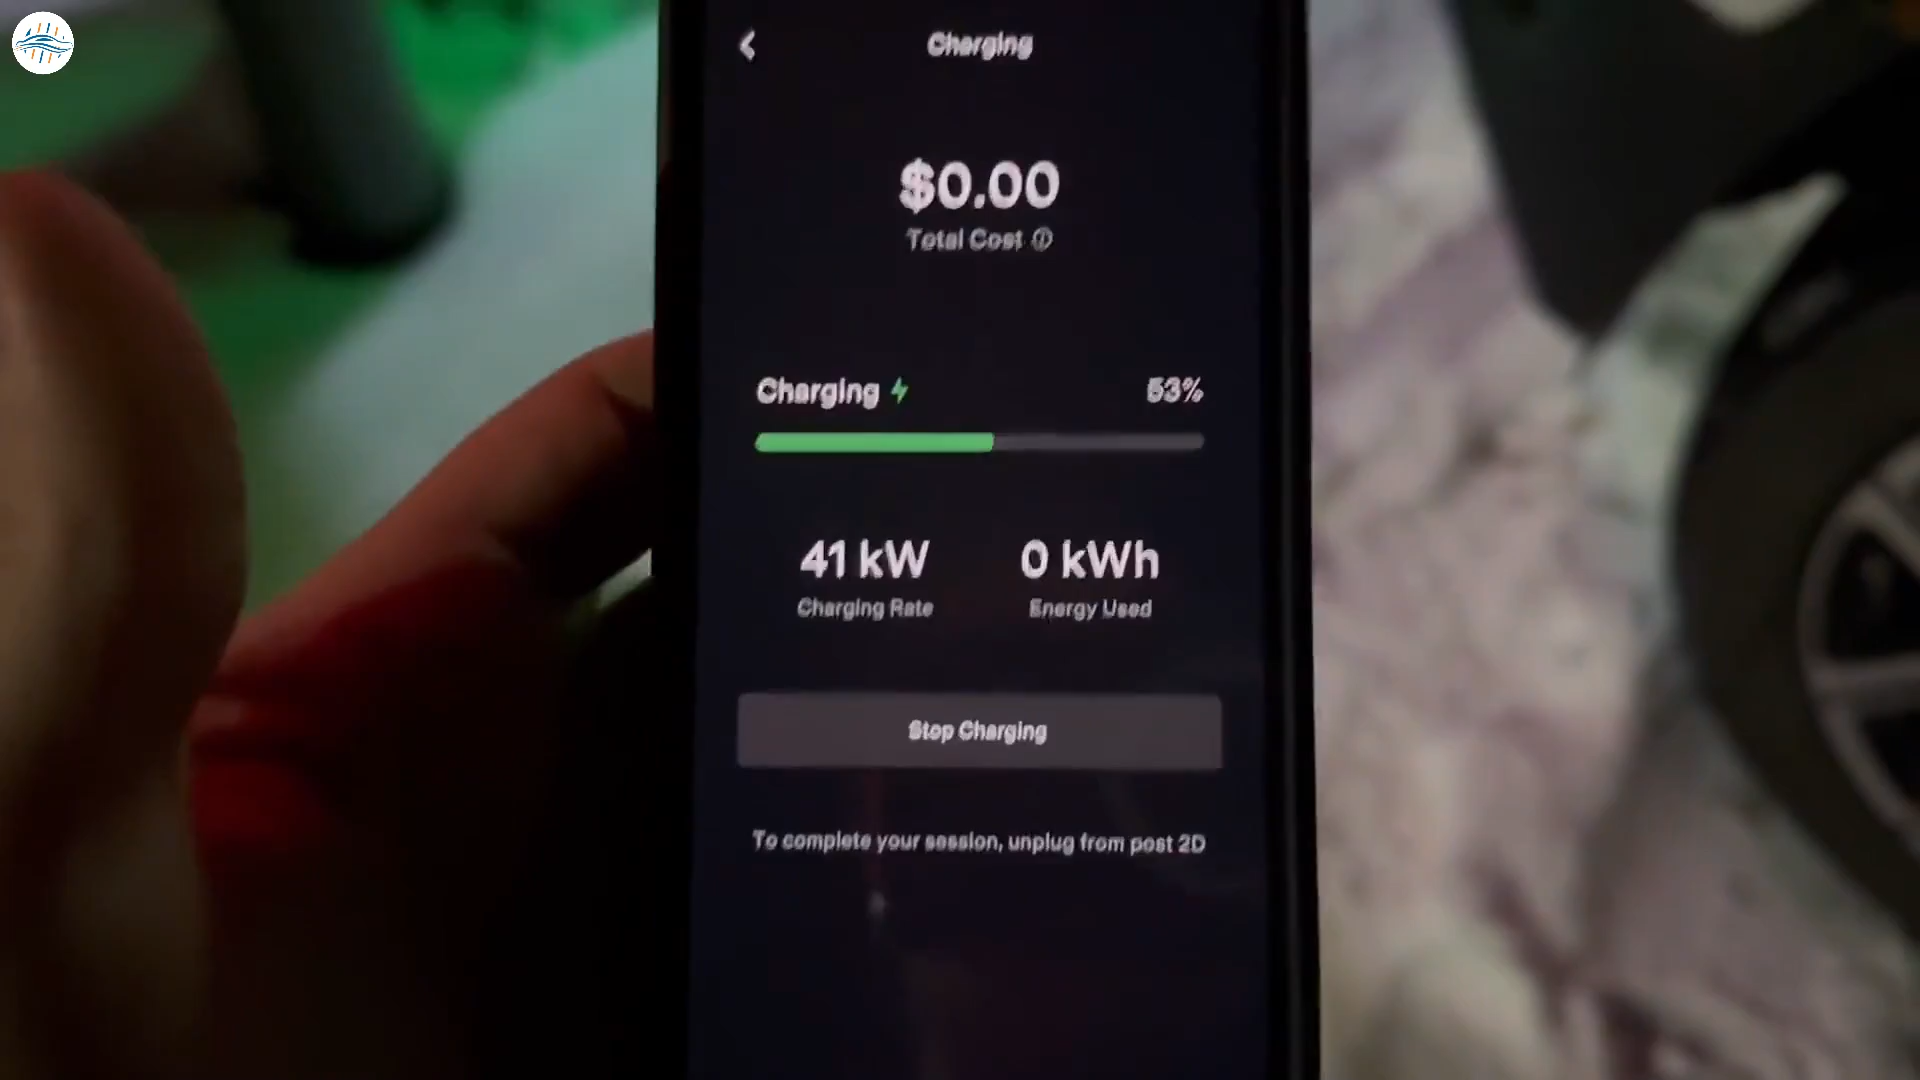 Charging
$0.00
Total Cost
Charging 53%
41 kW 0 kWh
Charging Rate Energy Used
Stop Charging
To complete your session, unplug from post 2D